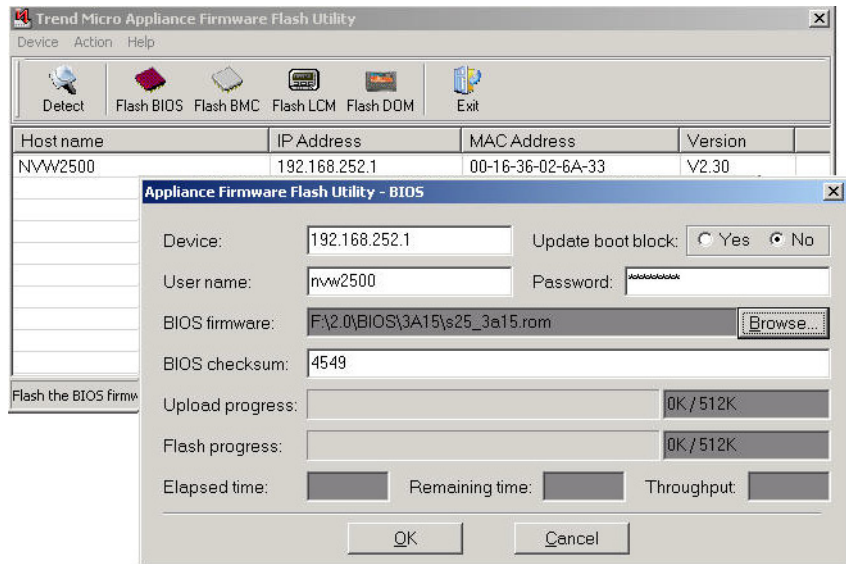 Trend Micro Appliance Firmware Flash Utility
Device Action Help
Detect Flash BIOS Flash BMC Flash LCM Flash DOM Exit
Host name IP Address MAC Address Version
NVW2500 192.168.252.1 00-16-36-02-6A-33 V2.30
Appliance Firmware Flash Utility - BIOS
Device: 192.168.252.1 Update boot block: Yes No
User name: nvw2500 Password: *********
BIOS firmware: F:\2.0\BIOS\3A15\s25_3a15.rom Browse...
BIOS checksum: 4549
Flash the BIOS firmw
Upload progress: 0K / 512K
Flash progress: 0K / 512K
Elapsed time: Remaining time: Throughput:
OK Cancel